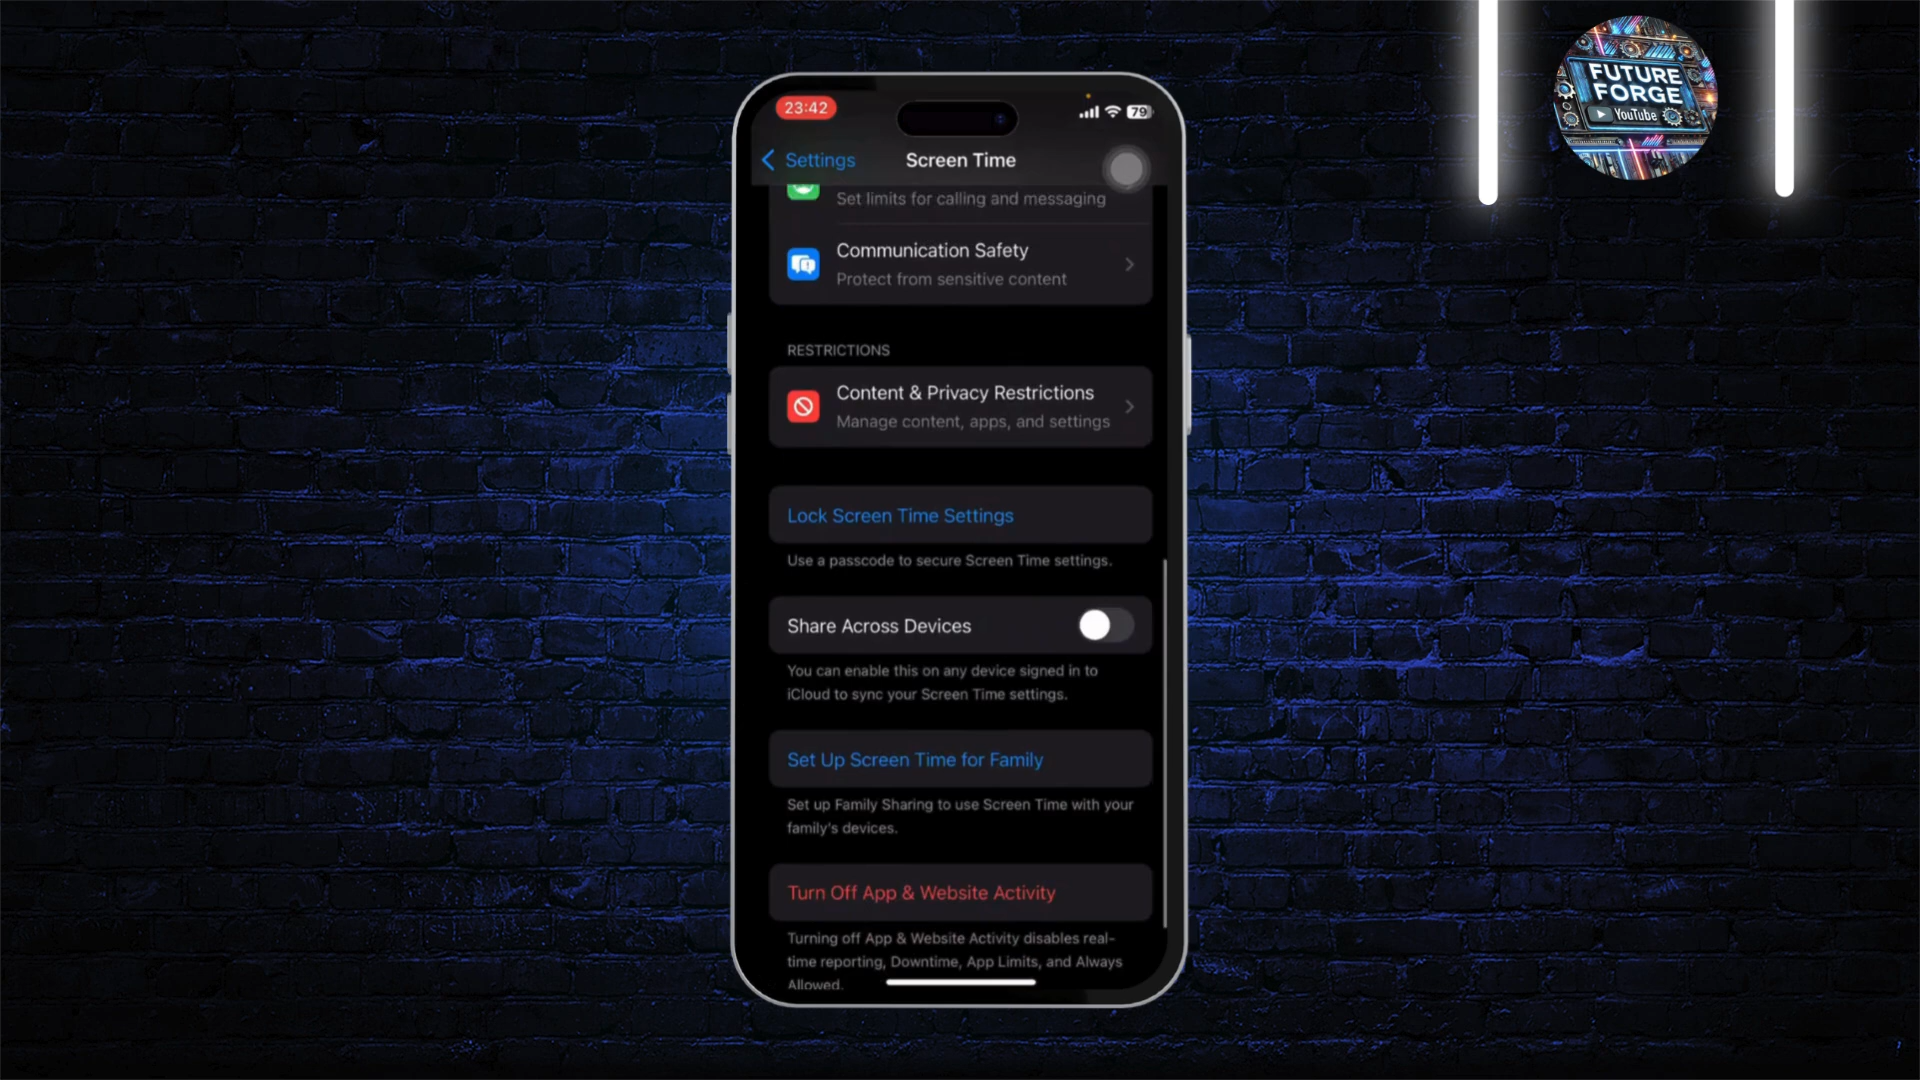 FUTURE
FORGE
YouTube
23:42
79
Settings
Screen Time
Set limits for calling and messaging
Communication Safety
Protect from sensitive content
RESTRICTIONS
Content & Privacy Restrictions
Manage content, apps, and settings
Lock Screen Time Settings
Use a passcode to secure Screen Time settings.
Share Across Devices
You can enable this on any device signed in to
iCloud to sync your Screen Time settings.
Set Up Screen Time for Family
Set up Family Sharing to use Screen Time with your
family's devices.
Turn Off App & Website Activity
Turning off App & Website Activity disables real-
time reporting, Downtime, App Limits, and Always
Allowed.